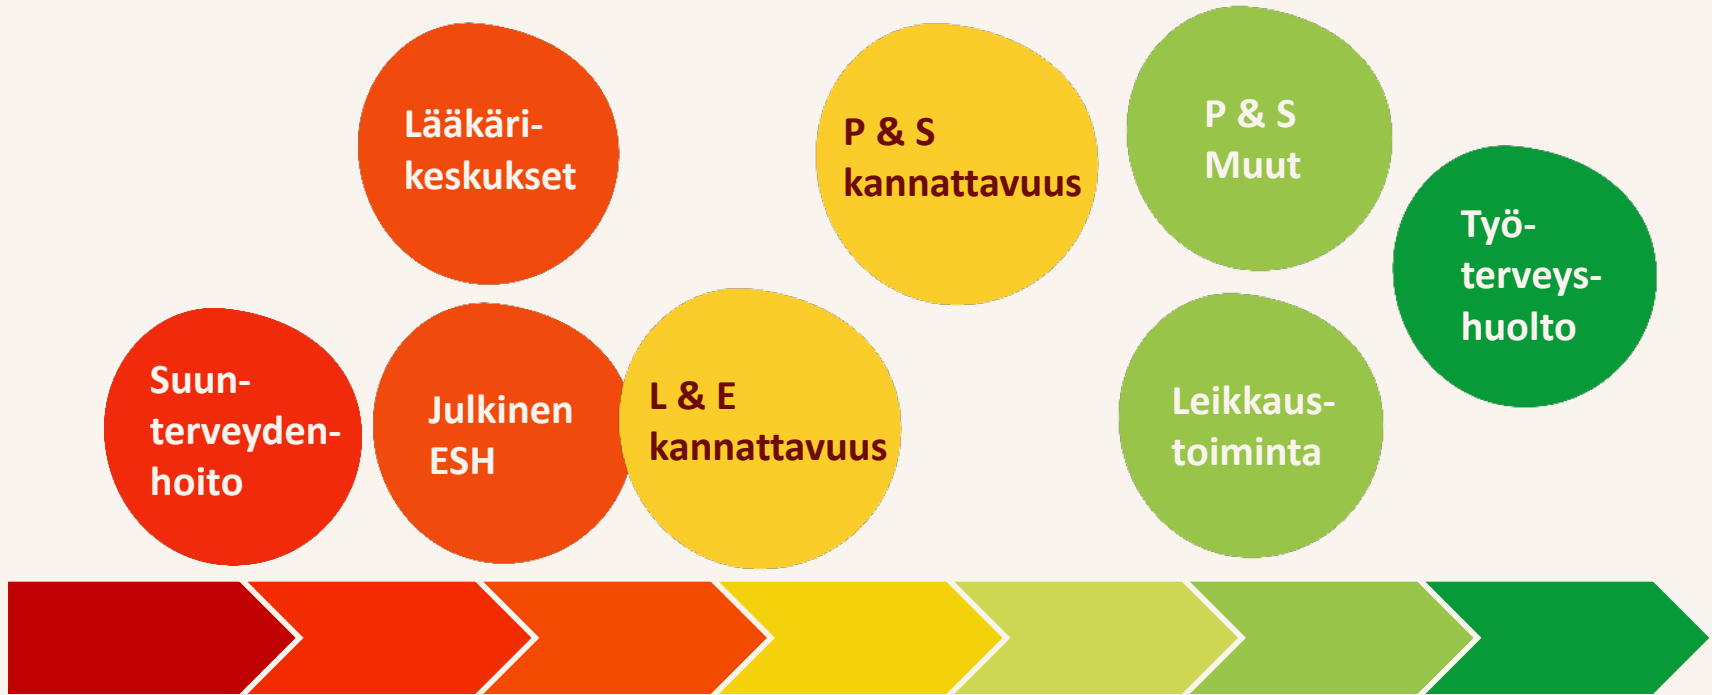 Lääkäri-
keskukset
P & S
kannattavuus
P & S
Muut
Työ-
terveys-
huolto
Suun-
terveyden-
hoito
Julkinen
ESH
L & E
kannattavuus
Leikkaus-
toiminta